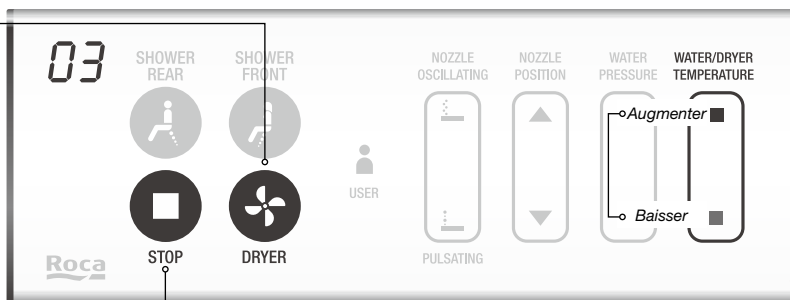 03
SHOWER
REAR
SHOWER
FRONT
NOZZLE
OSCILLATING
NOZZLE
POSITION
WATER
PRESSURE
WATER/DRYER
TEMPERATURE
Augmenter
USER
Baisser
STOP
DRYER
PULSATING
Roca